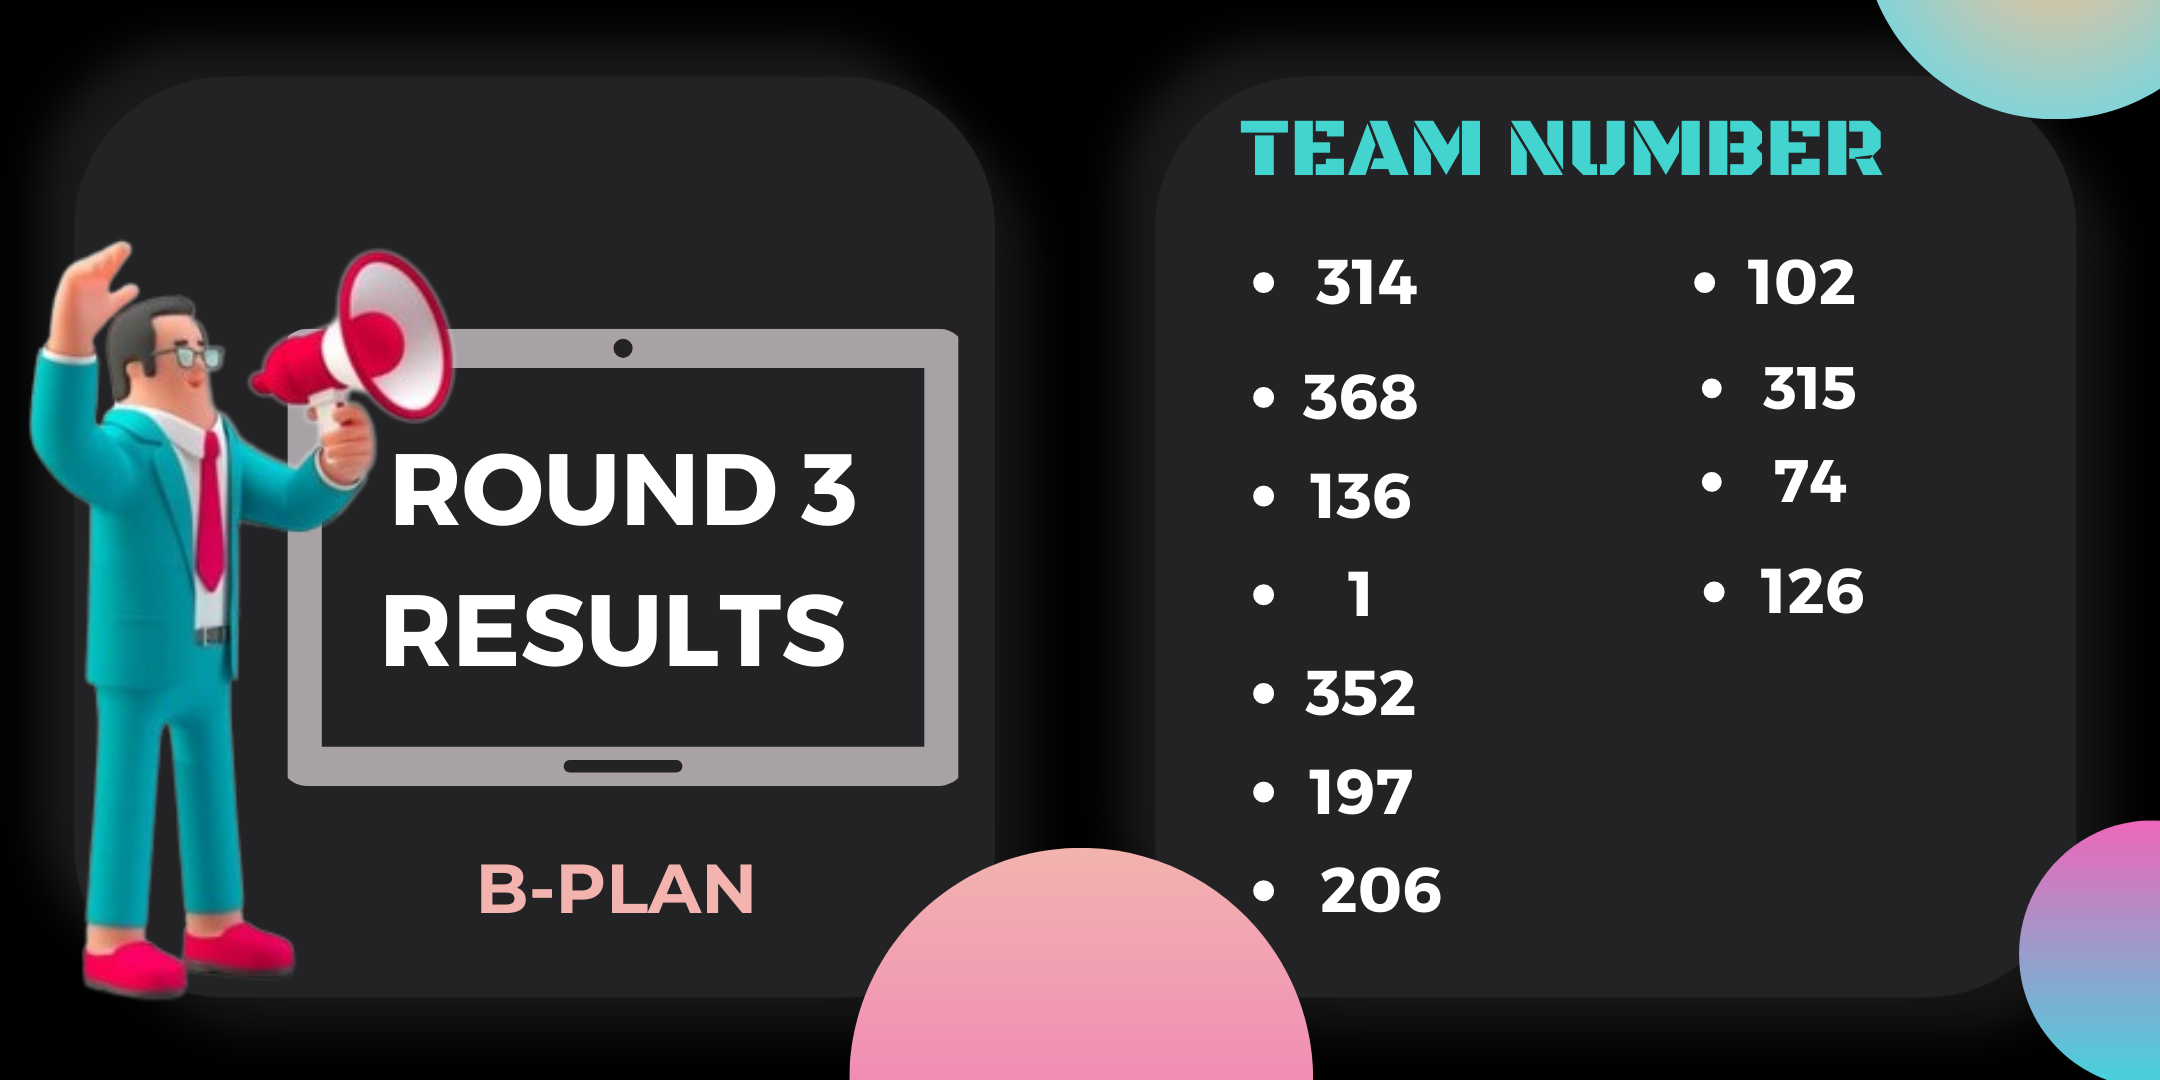 ROUND 3
RESULTS
B-PLAN
TEAM NUMBER
• 314
• 368
• 136
• 1
• 352
• 197
• 206
• 102
• 315
• 74
• 126